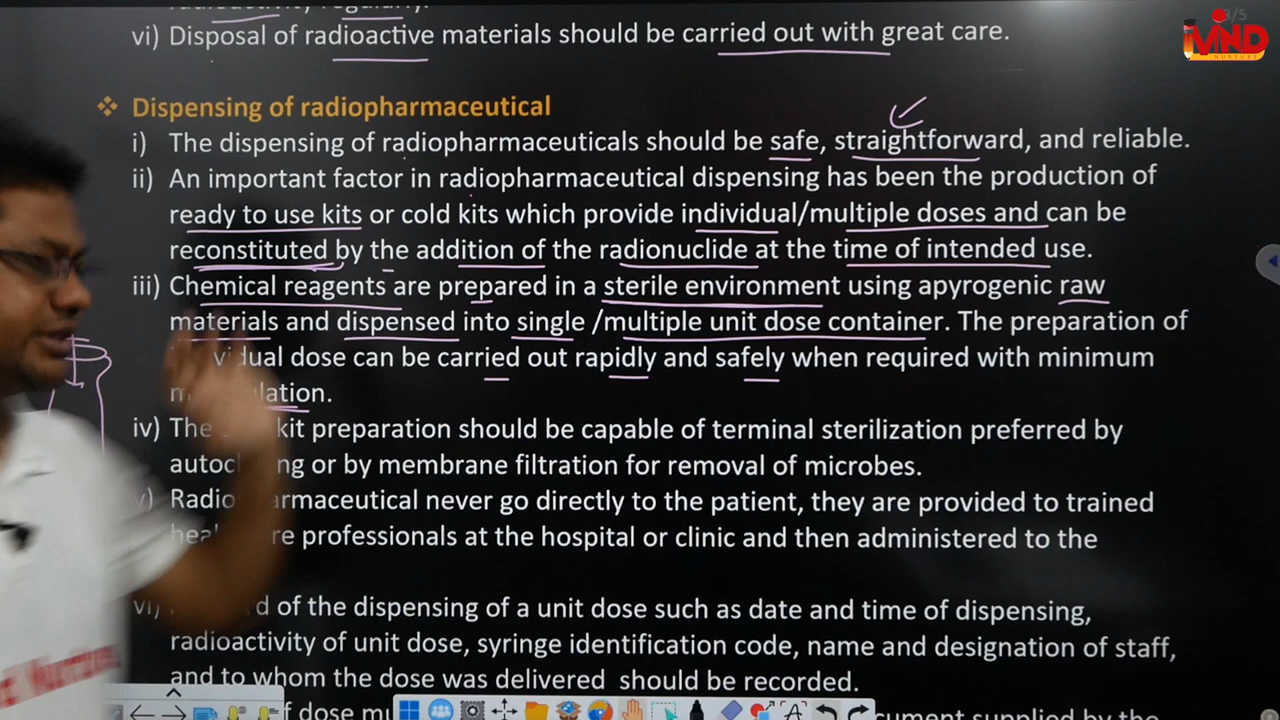 vi) Disposal of radioactive materials should be carried out with great care.
3/5
MIND
NURTURE
❖ Dispensing of radiopharmaceutical
i) The dispensing of radiopharmaceuticals should be safe, straightforward, and reliable.
ii) An important factor in radiopharmaceutical dispensing has been the production of
ready to use kits or cold kits which provide individual/multiple doses and can be
reconstituted by the addition of the radionuclide at the time of intended use.
iii) Chemical reagents are prepared in a sterile environment using apyrogenic raw
materials and dispensed into single /multiple unit dose container. The preparation of
dual dose can be carried out rapidly and safely when required with minimum
lation.
iv) The kit preparation should be capable of terminal sterilization preferred by
ng or by membrane filtration for removal of microbes.
v) Radio armaceutical never go directly to the patient, they are provided to trained
re professionals at the hospital or clinic and then administered to the
vi) d of the dispensing of a unit dose such as date and time of dispensing,
radioactivity of unit dose, syringe identification code, name and designation of staff,
and to whom the dose was delivered should be recorded.
f dose